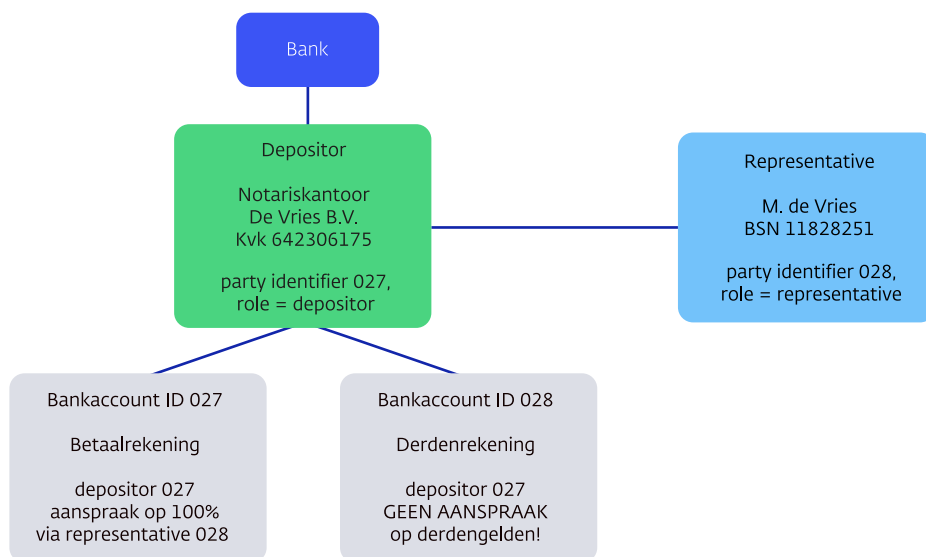 Bank
Depositor
Notariskantoor
De Vries B.V.
Kvk 642306175
party identifier 027,
role = depositor
Representative
M. de Vries
BSN 11828251
party identifier 028,
role = representative
Bankaccount ID 027
Betaalrekening
depositor 027
aanspraak op 100%
via representative 028
Bankaccount ID 028
Derdenrekening
depositor 027
GEEN AANSPRAAK
op derdengelden!